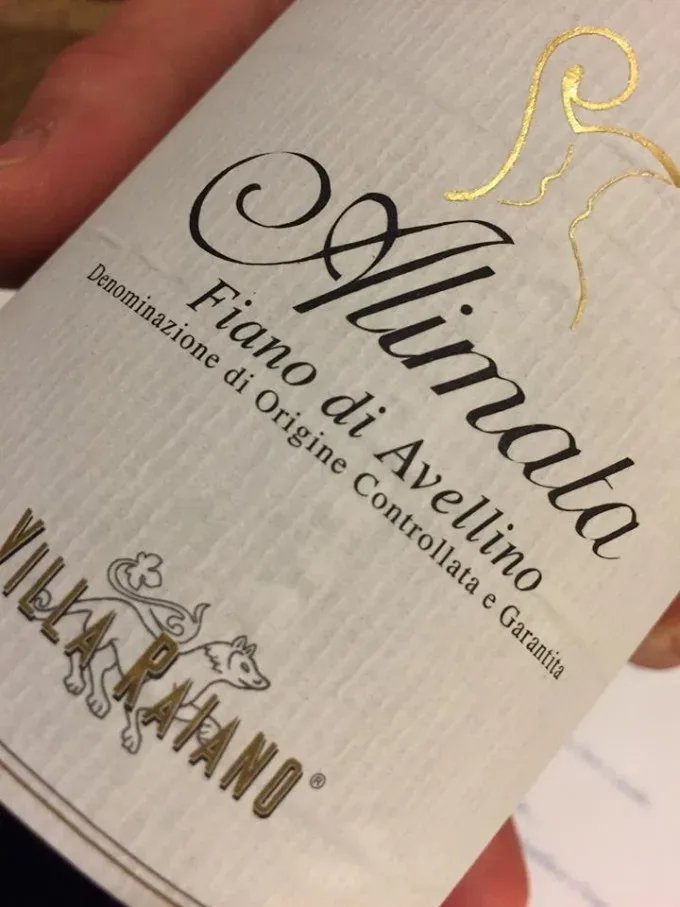 Alimata
Fiano di Avellino
Denominazione di Origine Controllata e Garantita
VILLA RAIANO®